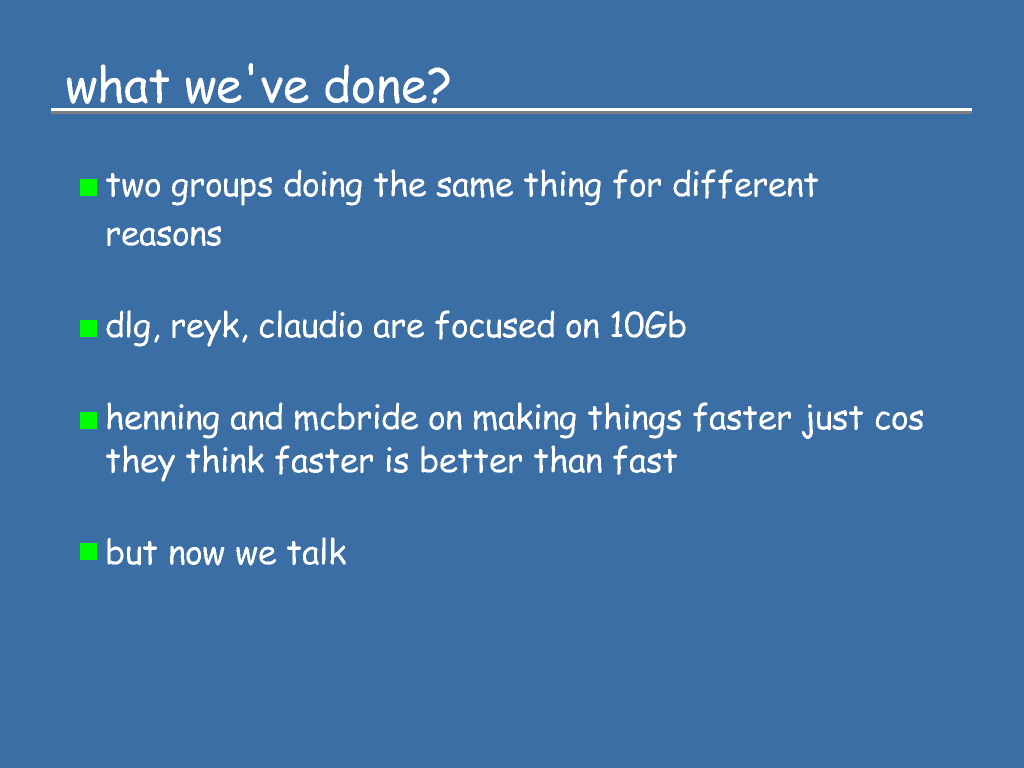 what we've done?
two groups doing the same thing for different
reasons
dlg, reyk, claudio are focused on 10Gb
henning and mcbride on making things faster just cos
they think faster is better than fast
but now we talk